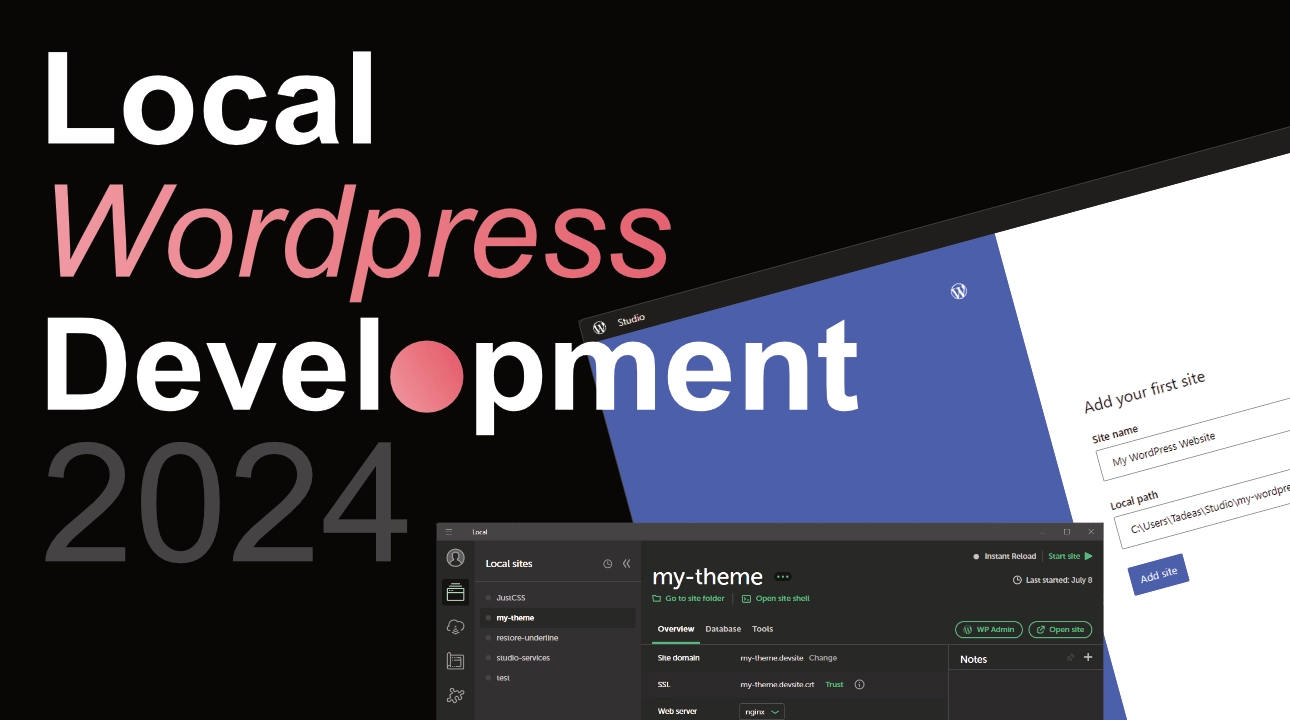 Local
Wordpress
Development
2024
Studio
Add your first site
Site name
My WordPress Website
Local path
C:\Users\Tadeas\Studio\my-wordpre
Add site
Local
Local sites
JustCSS
my-theme
restore-underline
studio-services
test
Instant Reload Start site
my-theme
Last started: July 8
Go to site folder Open site shell
Overview Database Tools
WP Admin Open site
Site domain my-theme.devsite Change
Notes
SSL my-theme.devsite.crt Trust
Web server nginx